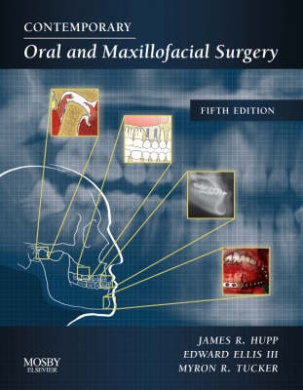 CONTEMPORARY
Oral and Maxillofacial Surgery
FIFTH EDITION
JAMES R. HUPP
EDWARD ELLIS III
MYRON R. TUCKER
MOSBY
ELSEVIER